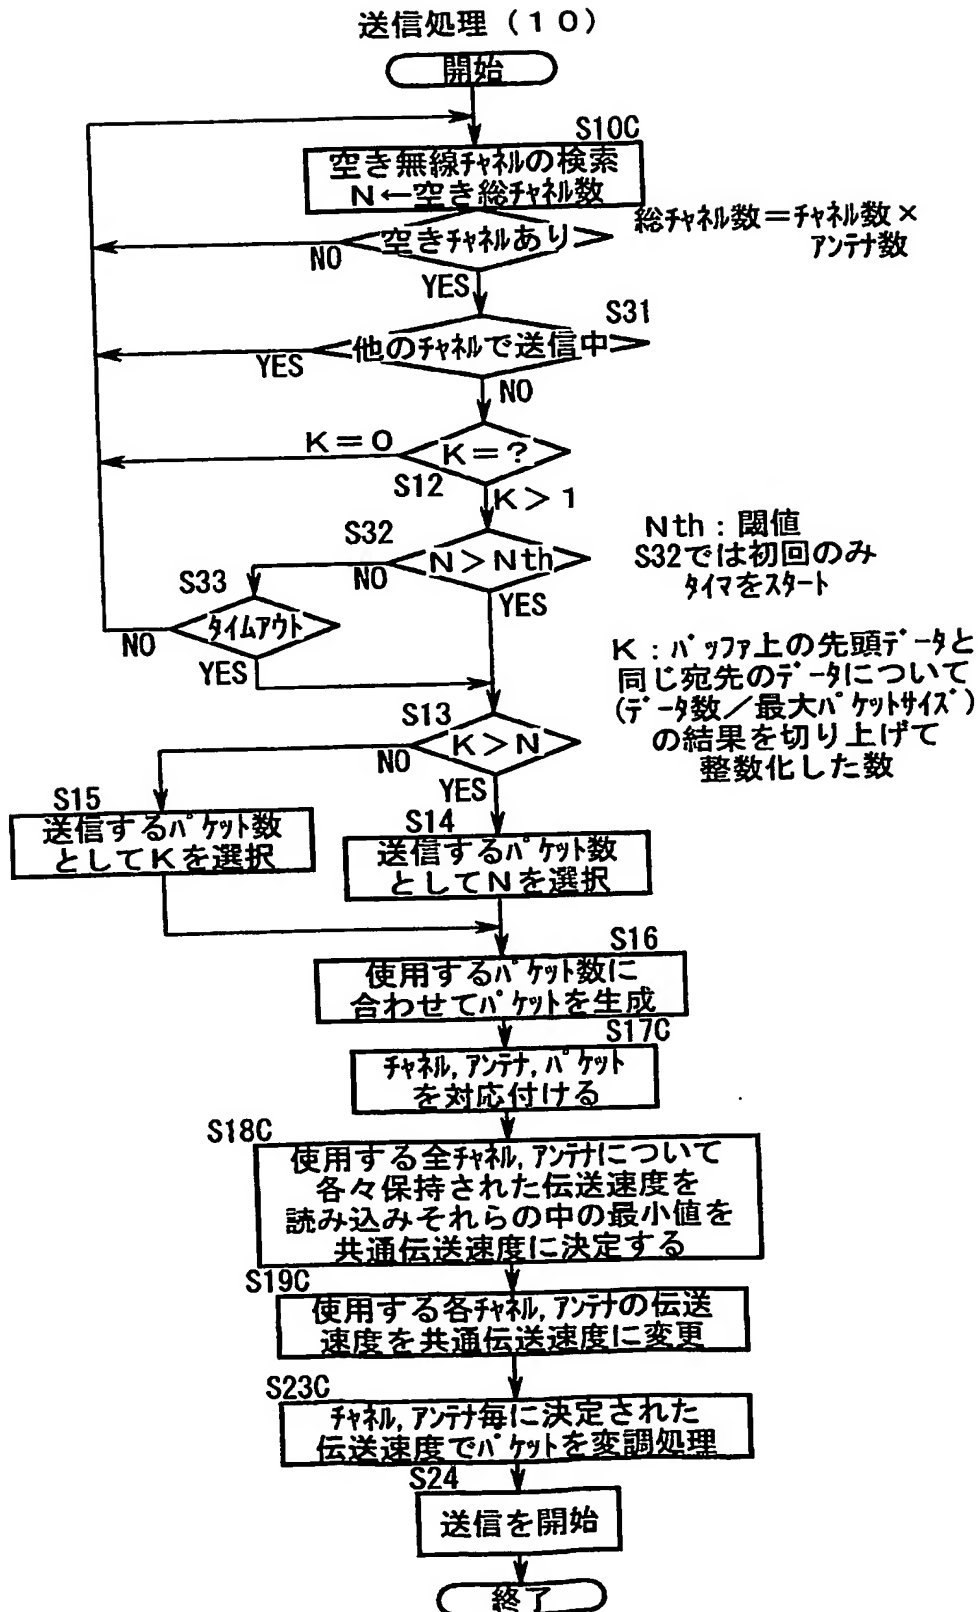 送信処理（10）
開始
S10C
空き無線チャネルの検索
N←空き総チャネル数
総チャネル数＝チャネル数×
アンテナ数
空きチャネルあり
NO
YES
S31
他のチャネルで送信中
YES
NO
K＝0
K＝？
S12
K＞1
Nth：閾値
S32では初回のみ
タイマをスタート
S32
N＞Nth
NO
YES
S33
タイムアウト
NO
YES
K：バッファ上の先頭データと
同じ宛先のデータについて
(データ数／最大パケットサイズ)
の結果を切り上げて
整数化した数
S13
K＞N
NO
YES
S15
送信するパケット数
としてKを選択
S14
送信するパケット数
としてNを選択
S16
使用するパケット数に
合わせてパケットを生成
S17C
チャネル,アンテナ,パケット
を対応付ける
S18C
使用する全チャネル,アンテナについて
各々保持された伝送速度を
読み込みそれらの中の最小値を
共通伝送速度に決定する
S19C
使用する各チャネル,アンテナの伝送
速度を共通伝送速度に変更
S23C
チャネル,アンテナ毎に決定された
伝送速度でパケットを変調処理
S24
送信を開始
終了